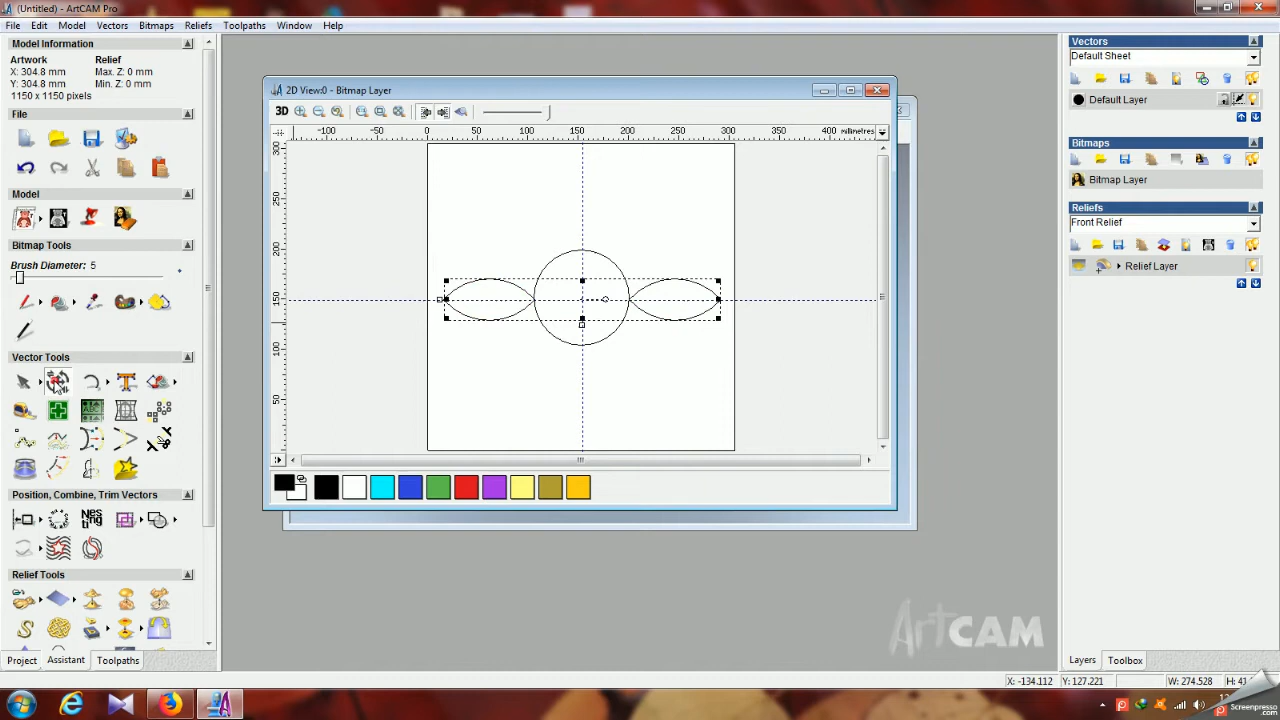 (Untitled) - ArtCAM Pro
File Edit Model Vectors Bitmaps Reliefs Toolpaths Window Help
Model Information
Artwork Relief
X: 304.8 mm Max. Z: 0 mm
Y: 304.8 mm Min. Z: 0 mm
1150 x 1150 pixels
File
Model
Bitmap Tools
Brush Diameter: 5
Vector Tools
Position, Combine, Trim Vectors
Relief Tools
Project Assistant Toolpaths
2D View:0 - Bitmap Layer
3D
-100 -50 0 50 100 150 200 250 300 350 400 millimetres
300
250
200
150
100
50
ArtCAM
Vectors
Default Sheet
Default Layer
Bitmaps
Bitmap Layer
Reliefs
Front Relief
Relief Layer
Layers Toolbox
X: -134.112 Y: 127.221 W: 274.528
Screenpresso
.com